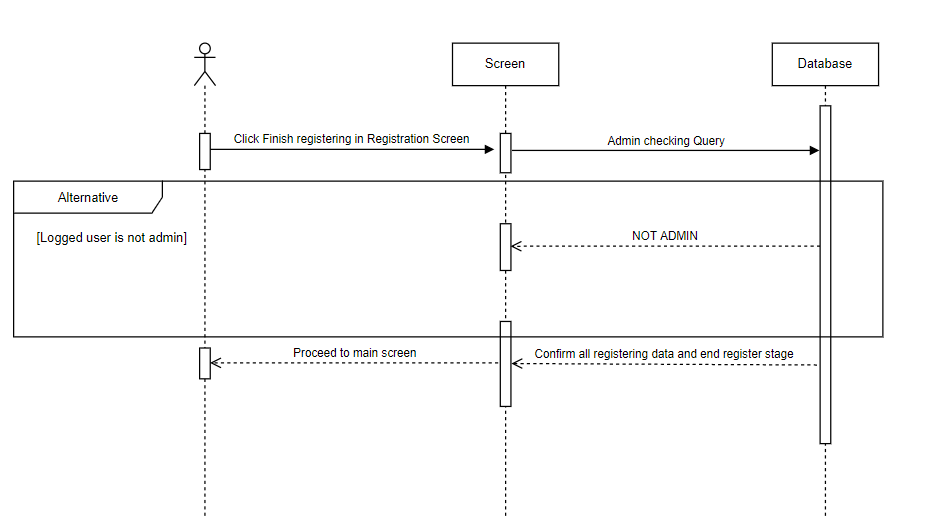 Screen
Database
Click Finish registering in Registration Screen
Admin checking Query
Alternative
[Logged user is not admin]
NOT ADMIN
Proceed to main screen
Confirm all registering data and end register stage